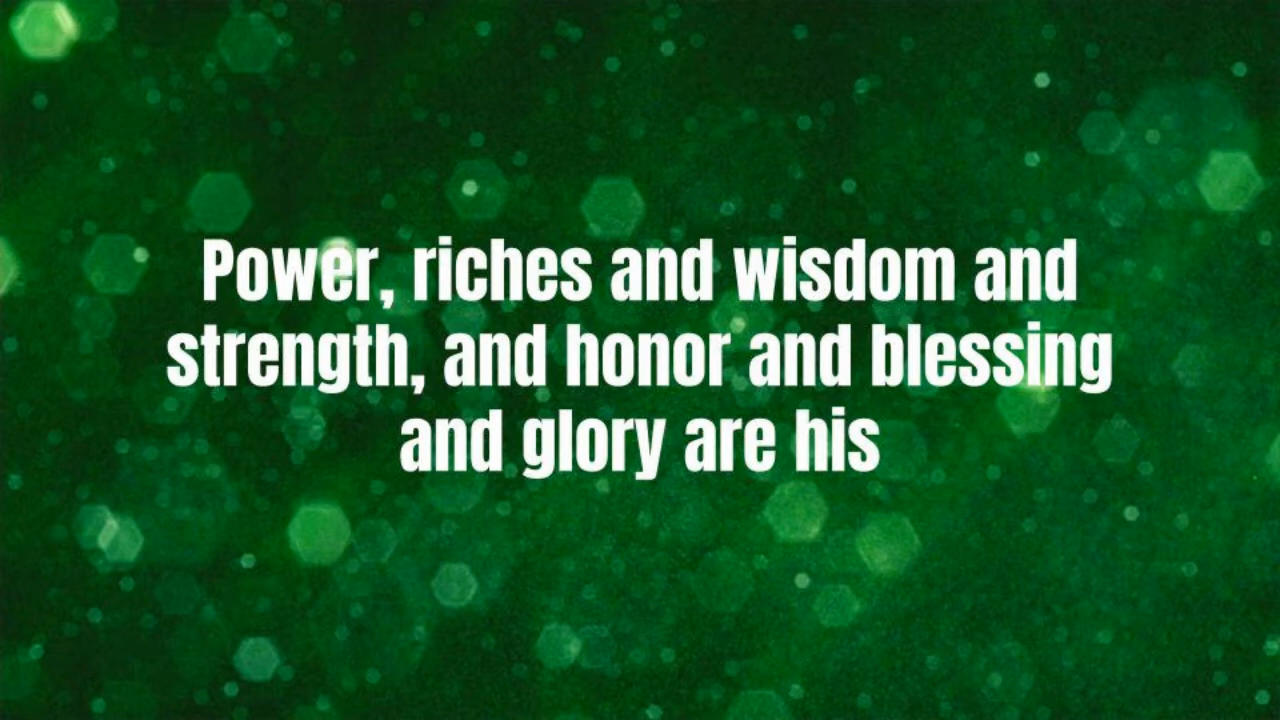 Power, riches and wisdom and
strength, and honor and blessing
and glory are his